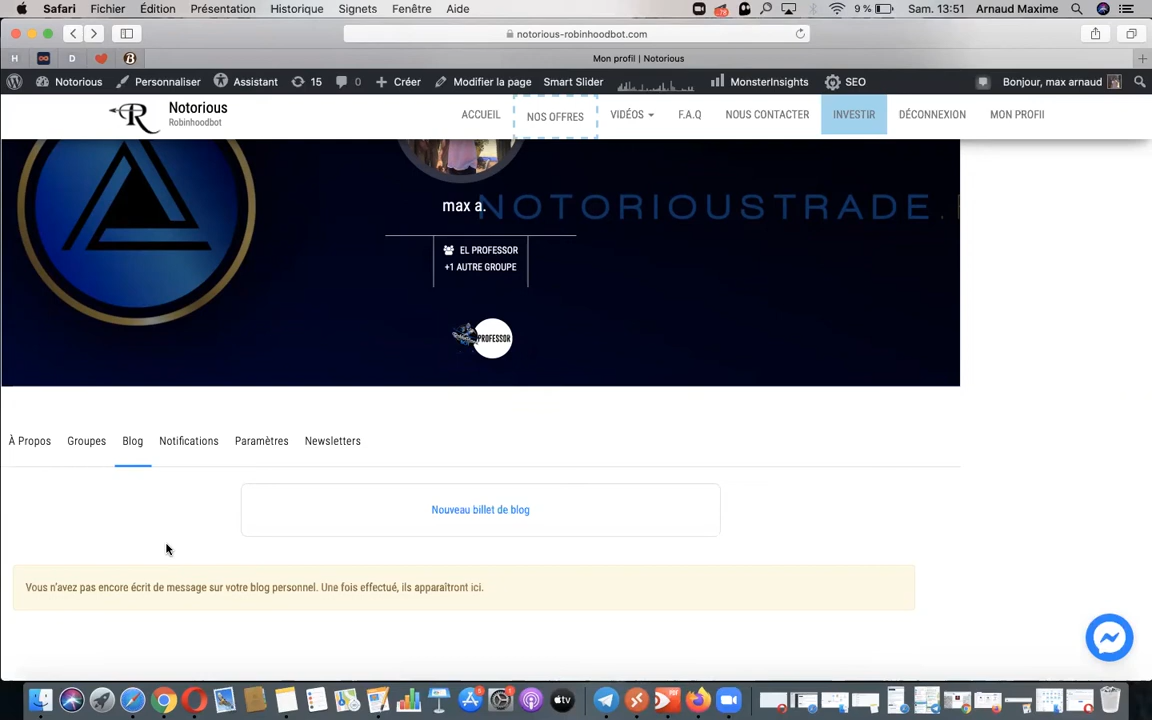 Safari Fichier Édition Présentation Historique Signets Fenêtre Aide 9 % Sam. 13:51 Arnaud Maxime
notorious-robinhoodbot.com
H D B Mon profil | Notorious
Notorious Personnaliser Assistant 15 0 Créer Modifier la page Smart Slider MonsterInsights SEO Bonjour, max arnaud
R Notorious
Robinhoodbot
ACCUEIL NOS OFFRES VIDÉOS F.A.Q NOUS CONTACTER INVESTIR DÉCONNEXION MON PROFIL
NOTORIOUSTRADE.
max a.
EL PROFESSOR
+1 AUTRE GROUPE
PROFESSOR
À Propos Groupes Blog Notifications Paramètres Newsletters
Nouveau billet de blog
Vous n'avez pas encore écrit de message sur votre blog personnel. Une fois effectué, ils apparaîtront ici.